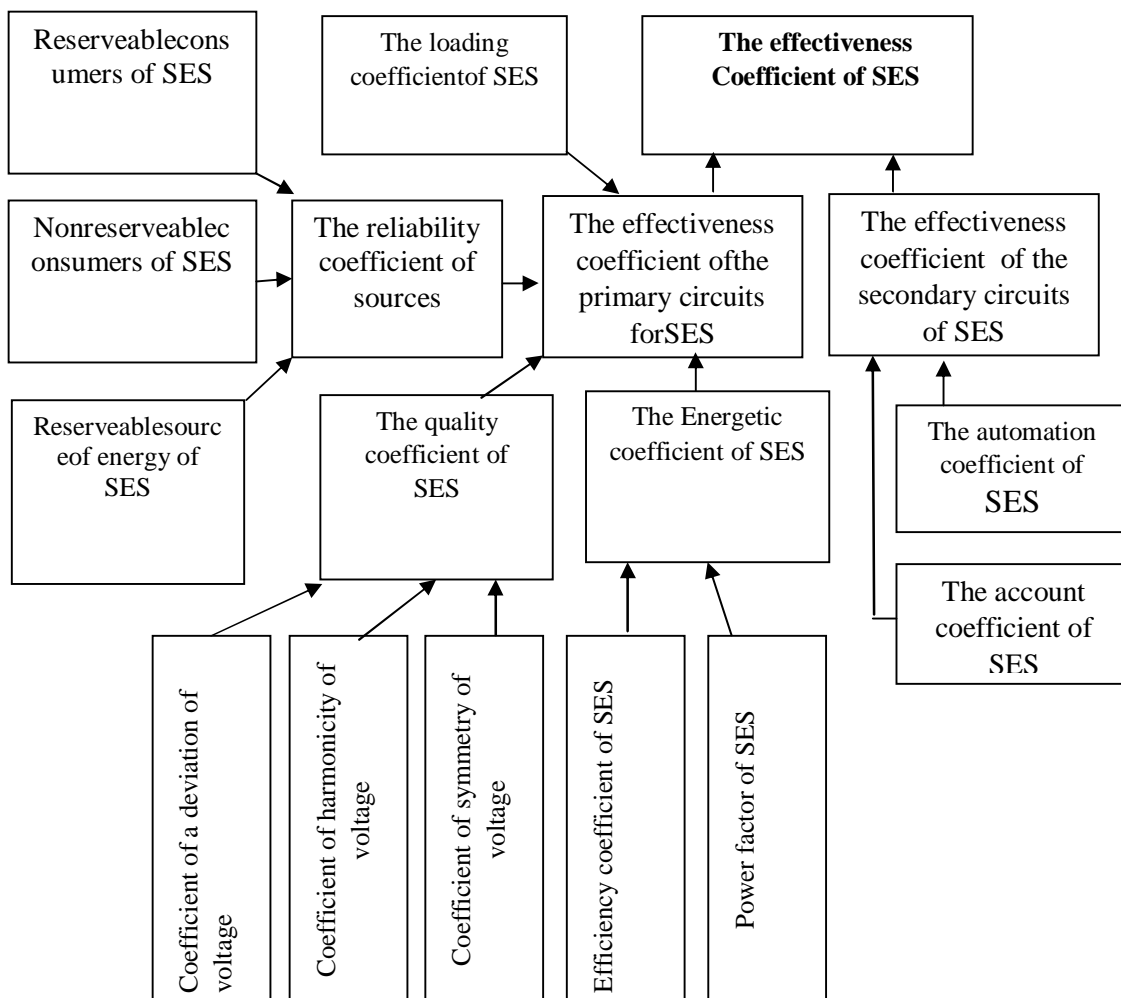 Reserveablecons
umers of SES
The loading
coefficientof SES
The effectiveness
Coefficient of SES
Nonreserveablec
onsumers of SES
The reliability
coefficient of
sources
The effectiveness
coefficient ofthe
primary circuits
forSES
The effectiveness
coefficient of the
secondary circuits
of SES
Reserveablesourc
eof energy of
SES
The quality
coefficient of
SES
The Energetic
coefficient of SES
The automation
coefficient of
SES
The account
coefficient of
SES
Coefficient of a deviation of
voltage
Coefficient of harmonicity of
voltage
Coefficient of symmetry of
voltage
Efficiency coefficient of SES
Power factor of SES